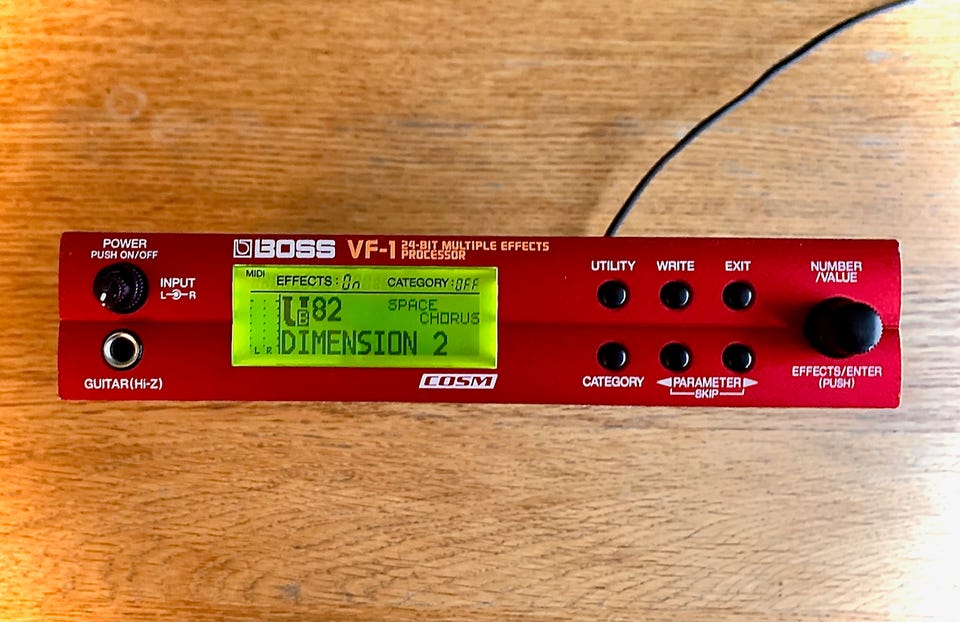 POWER
PUSH ON/OFF
INPUT
L R
GUITAR(Hi-Z)
BOSS VF-1 24-BIT MULTIPLE EFFECTS
PROCESSOR
MIDI EFFECTS:On CATEGORY:OFF
U B 82 SPACE
CHORUS
L R DIMENSION 2
COSM
UTILITY WRITE EXIT
CATEGORY PARAMETER
SKIP
NUMBER
/VALUE
EFFECTS/ENTER
(PUSH)